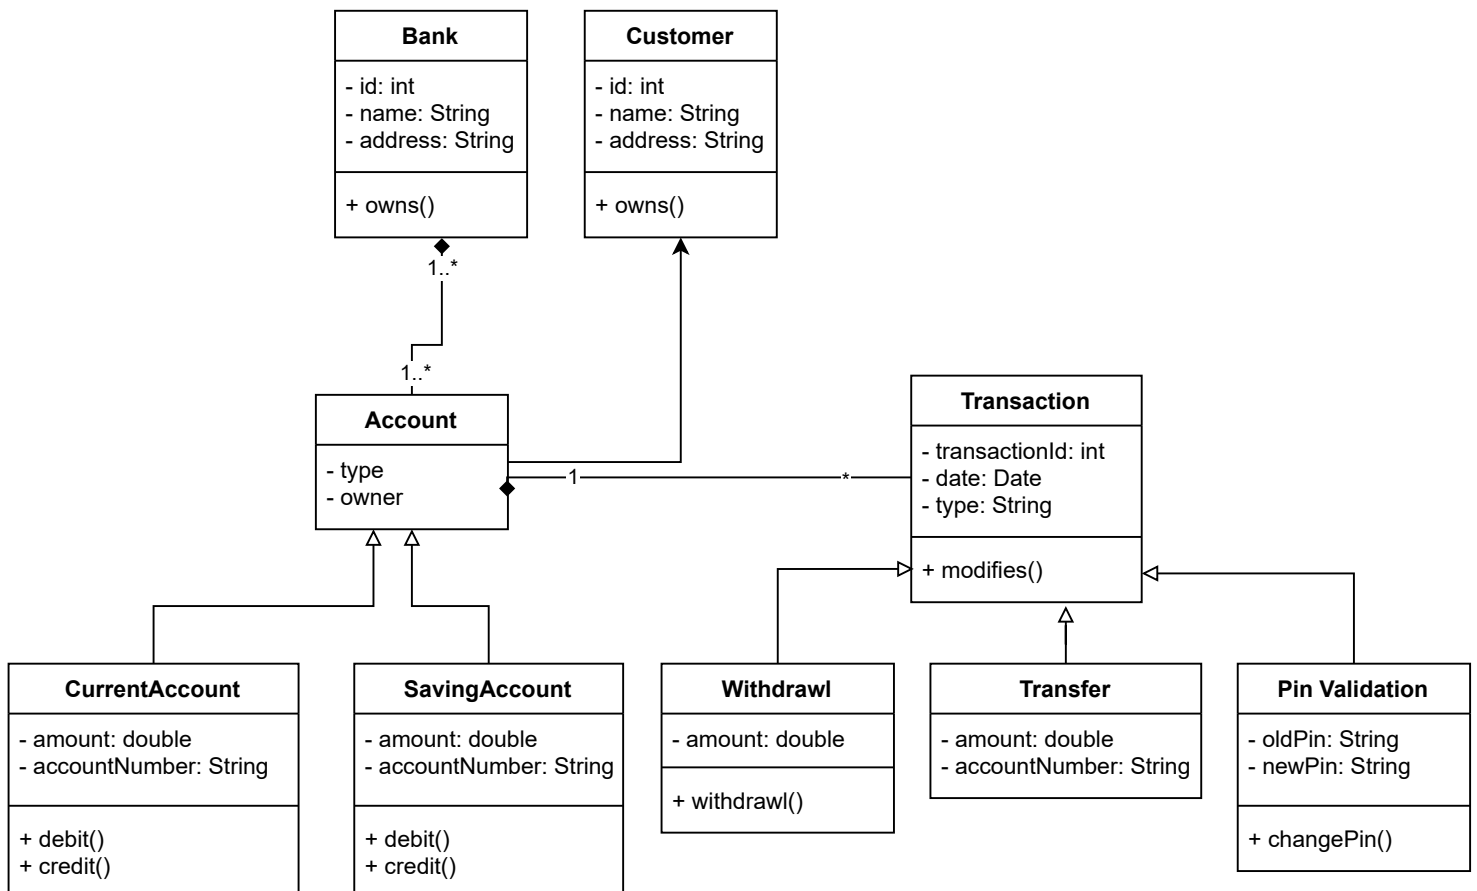 Bank
- id: int
- name: String
- address: String
+ owns()
Customer
- id: int
- name: String
- address: String
+ owns()
1..*
1..*
Account
- type
- owner
1
*
Transaction
- transactionId: int
- date: Date
- type: String
+ modifies()
CurrentAccount
- amount: double
- accountNumber: String
+ debit()
+ credit()
SavingAccount
- amount: double
- accountNumber: String
+ debit()
+ credit()
Withdrawl
- amount: double
+ withdrawl()
Transfer
- amount: double
- accountNumber: String
Pin Validation
- oldPin: String
- newPin: String
+ changePin()